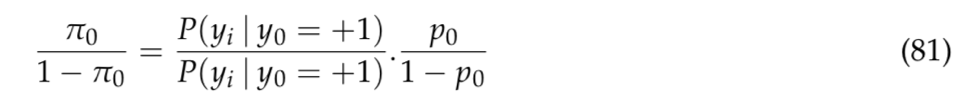 π₀ / (1 − π₀) = P(yᵢ | y₀ = +1) / P(yᵢ | y₀ = +1) . p₀ / (1 − p₀) (81)